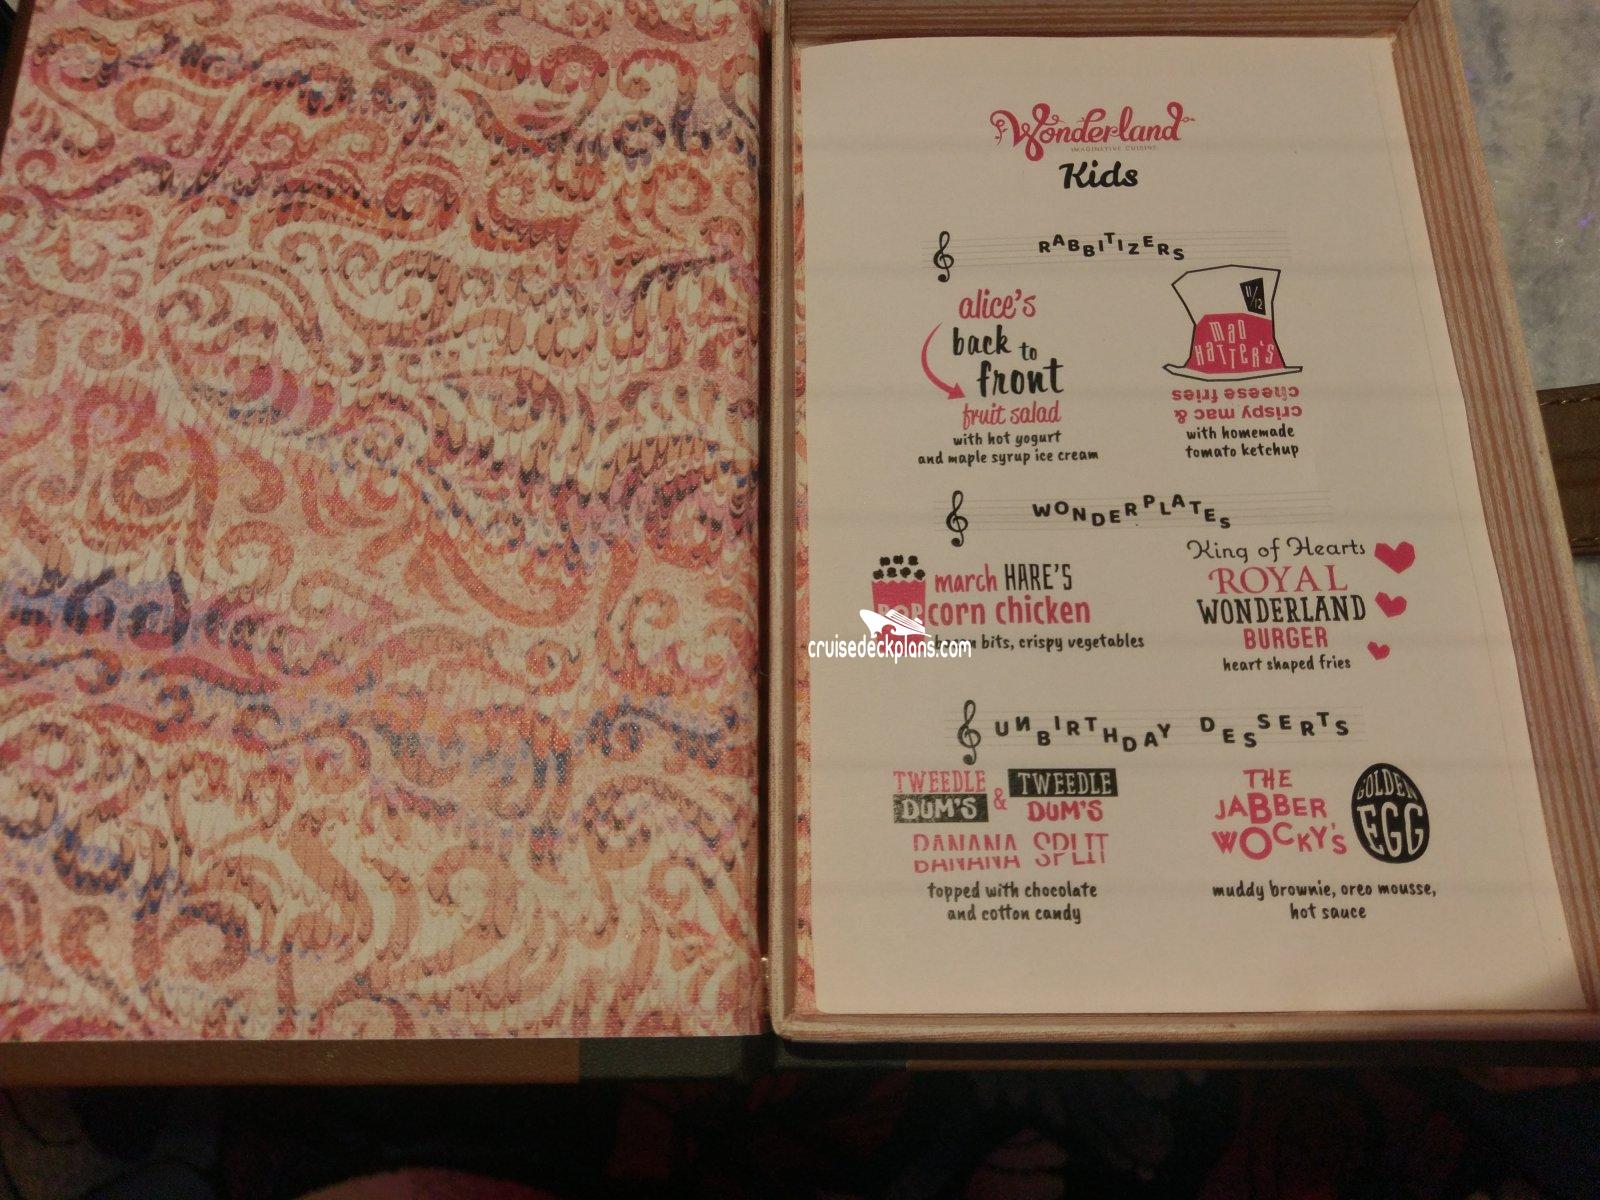 Wonderland
IMAGINATIVE CUISINE
Kids
RABBITIZERS
alice's
back to
front
fruit salad
with hot yogurt
and maple syrup ice cream
11/12
mad
HATTER'S
crispy mac &
cheese fries
with homemade
tomato ketchup
WONDERPLATES
march HARE'S
POPcorn chicken
bits, crispy vegetables
King of Hearts
ROYAL
WONDERLAND
BURGER
heart shaped fries
UNBIRTHDAY DESSERTS
TWEEDLE
DUM'S
&
TWEEDLE
DUM'S
BANANA SPLIT
topped with chocolate
and cotton candy
THE
JABBER
WOCKY'S
GOLDEN
EGG
muddy brownie, oreo mousse,
hot sauce
cruisedeckplans.com